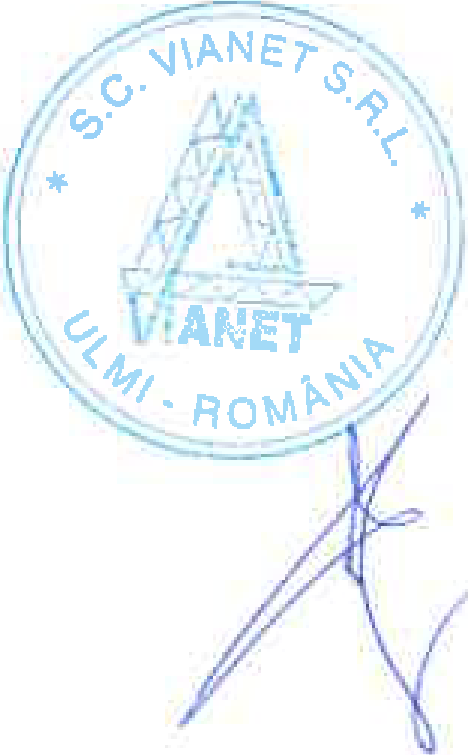 * S.C. VIANET S.R.L. *
VIANET
ULMI - ROMÂNIA